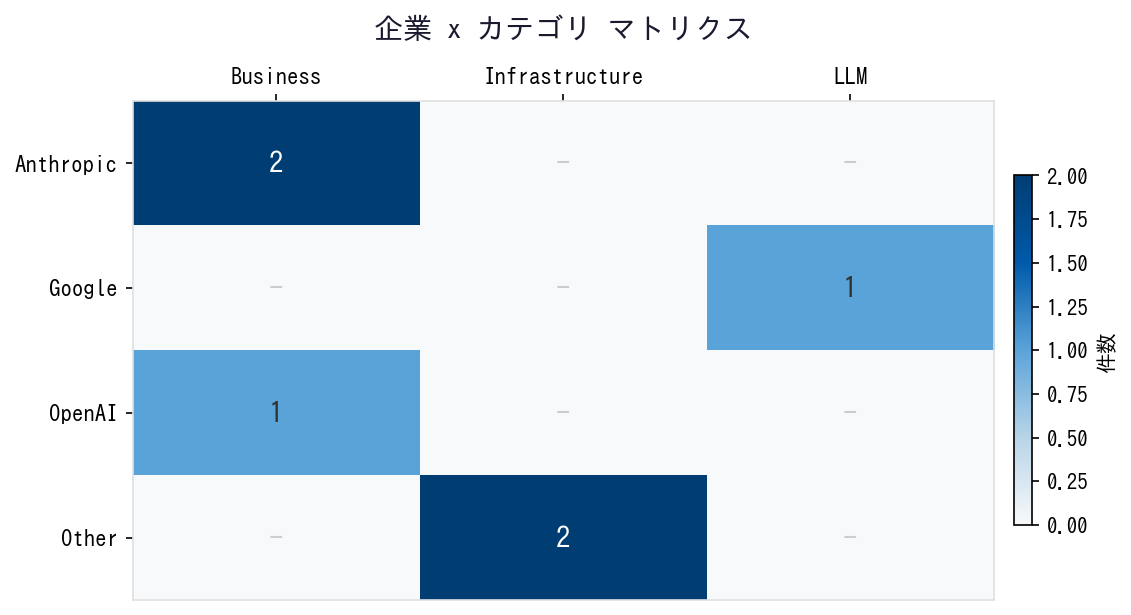 企業 x カテゴリ マトリクス
Business Infrastructure LLM
Anthropic 2 — —
Google — — 1
OpenAI 1 — —
Other — 2 —
2.00
1.75
1.50
1.25
1.00
0.75
0.50
0.25
0.00
件数